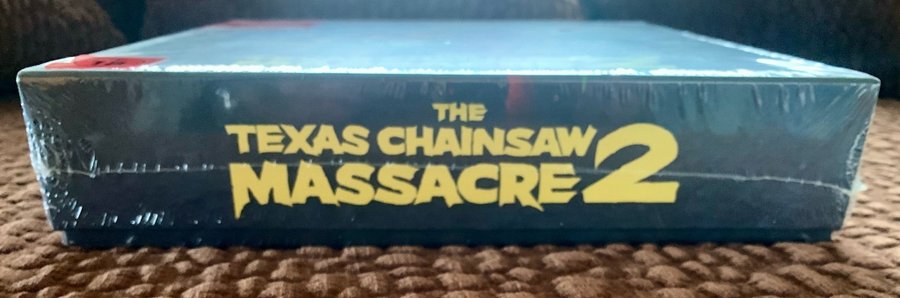 THE
TEXAS CHAINSAW
MASSACRE 2